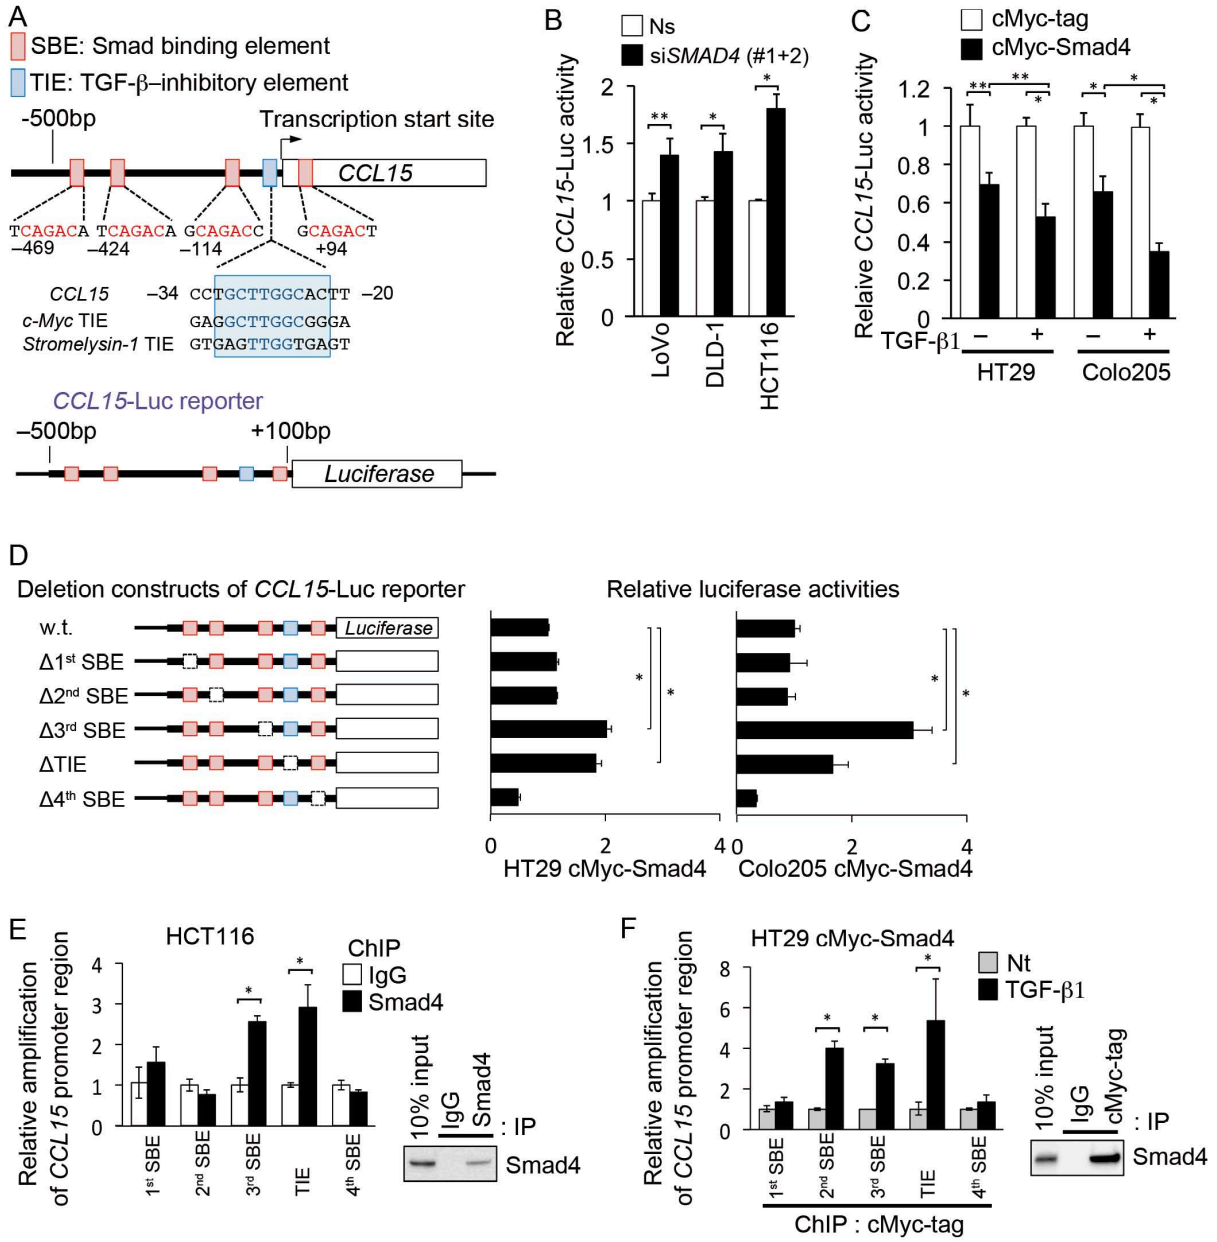 A
SBE: Smad binding element
TIE: TGF-β–inhibitory element
-500bp
Transcription start site
CCL15
TCAGACA TCAGACA GCAGACC GCAGACT
–469 –424 –114 +94
CCL15 –34 CCTGCTTGGCACTT –20
c-Myc TIE GAGGCTTGGCGGGA
Stromelysin-1 TIE GTGAGTTGGTGAGT
CCL15-Luc reporter
–500bp +100bp
Luciferase
B
Ns
siSMAD4 (#1+2)
Relative CCL15-Luc activity
2
1.5
1
0.5
0
** * *
LoVo DLD-1 HCT116
C
cMyc-tag
cMyc-Smad4
Relaive CCL15-Luc activity
1.2
1.0
0.8
0.6
0.4
0.2
0
** ** * * * *
TGF-β1 – + – +
HT29 Colo205
D
Deletion constructs of CCL15-Luc reporter
Relative luciferase activities
w.t.
Luciferase
Δ1st SBE
Δ2nd SBE
Δ3rd SBE
ΔTIE
Δ4th SBE
* * * *
0 2 4 0 2 4
HT29 cMyc-Smad4 Colo205 cMyc-Smad4
E
HCT116
ChIP
IgG
Smad4
Relative amplification
of CCL15 promoter region
4
3
2
1
0
* *
1st SBE 2nd SBE 3rd SBE TIE 4th SBE
10% input IgG Smad4 : IP
Smad4
F
HT29 cMyc-Smad4
Nt
TGF-β1
Relative amplification
of CCL15 promoter region
8
6
4
2
0
* * *
1st SBE 2nd SBE 3rd SBE TIE 4th SBE
ChIP : cMyc-tag
10% input IgG cMyc-tag : IP
Smad4